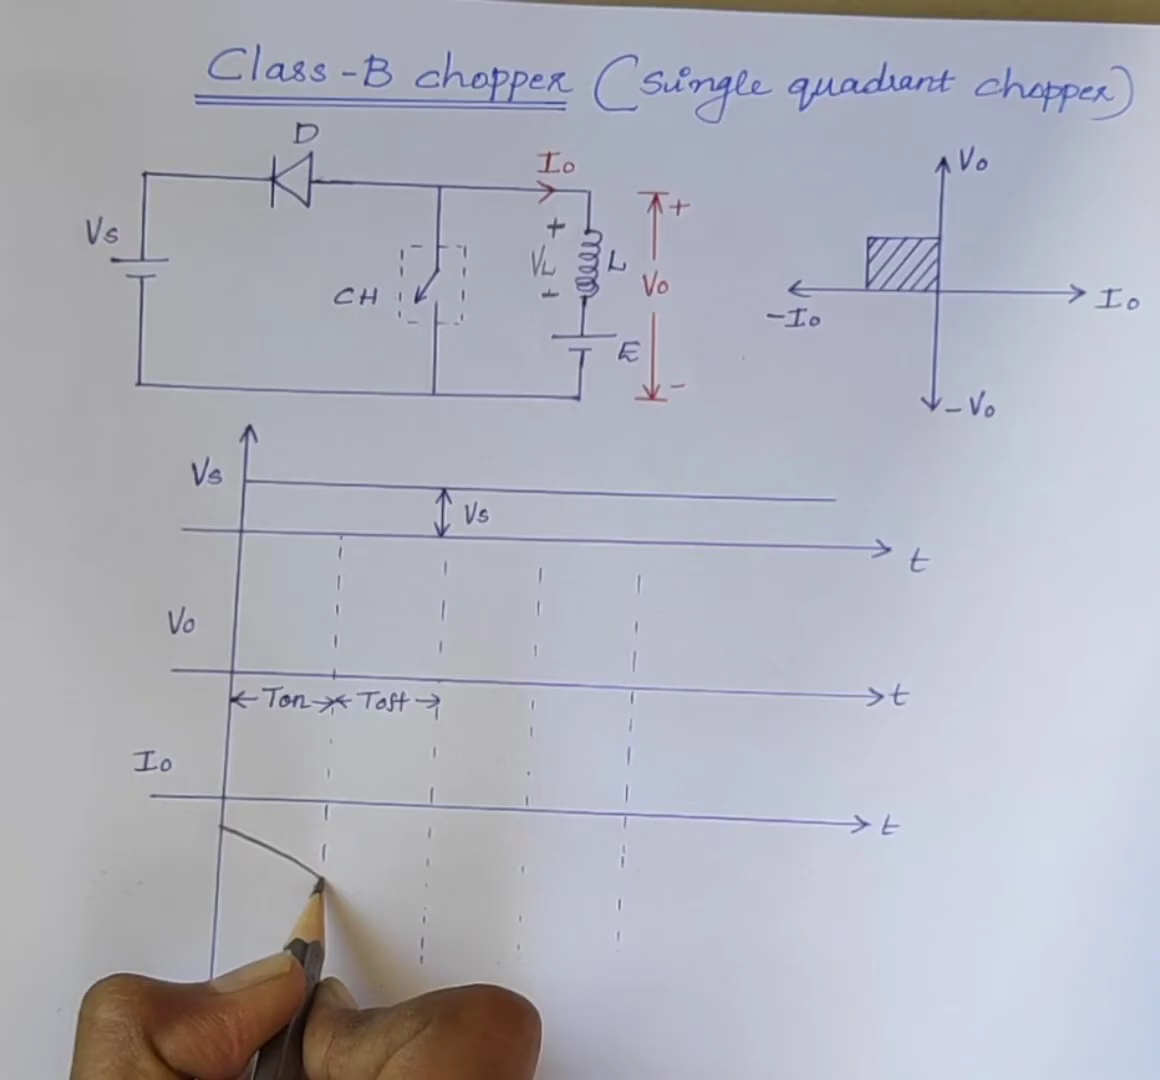 Class-B chopper (Single quadrant chopper)
D
Io
Vo
Vs
+
+
VL
L
Vo
CH
-
-Io
Io
E
-
-Vo
Vs
Vs
t
Vo
Ton
Toff
t
Io
t